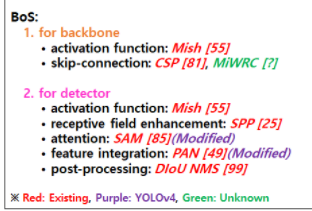 BoS:
1. for backbone
• activation function: Mish [55]
• skip-connection: CSP [81], MiWRC [?]
2. for detector
• activation function: Mish [55]
• receptive field enhancement: SPP [25]
• attention: SAM [85](Modified)
• feature integration: PAN [49](Modified)
• post-processing: DIoU NMS [99]
※ Red: Existing, Purple: YOLOv4, Green: Unknown